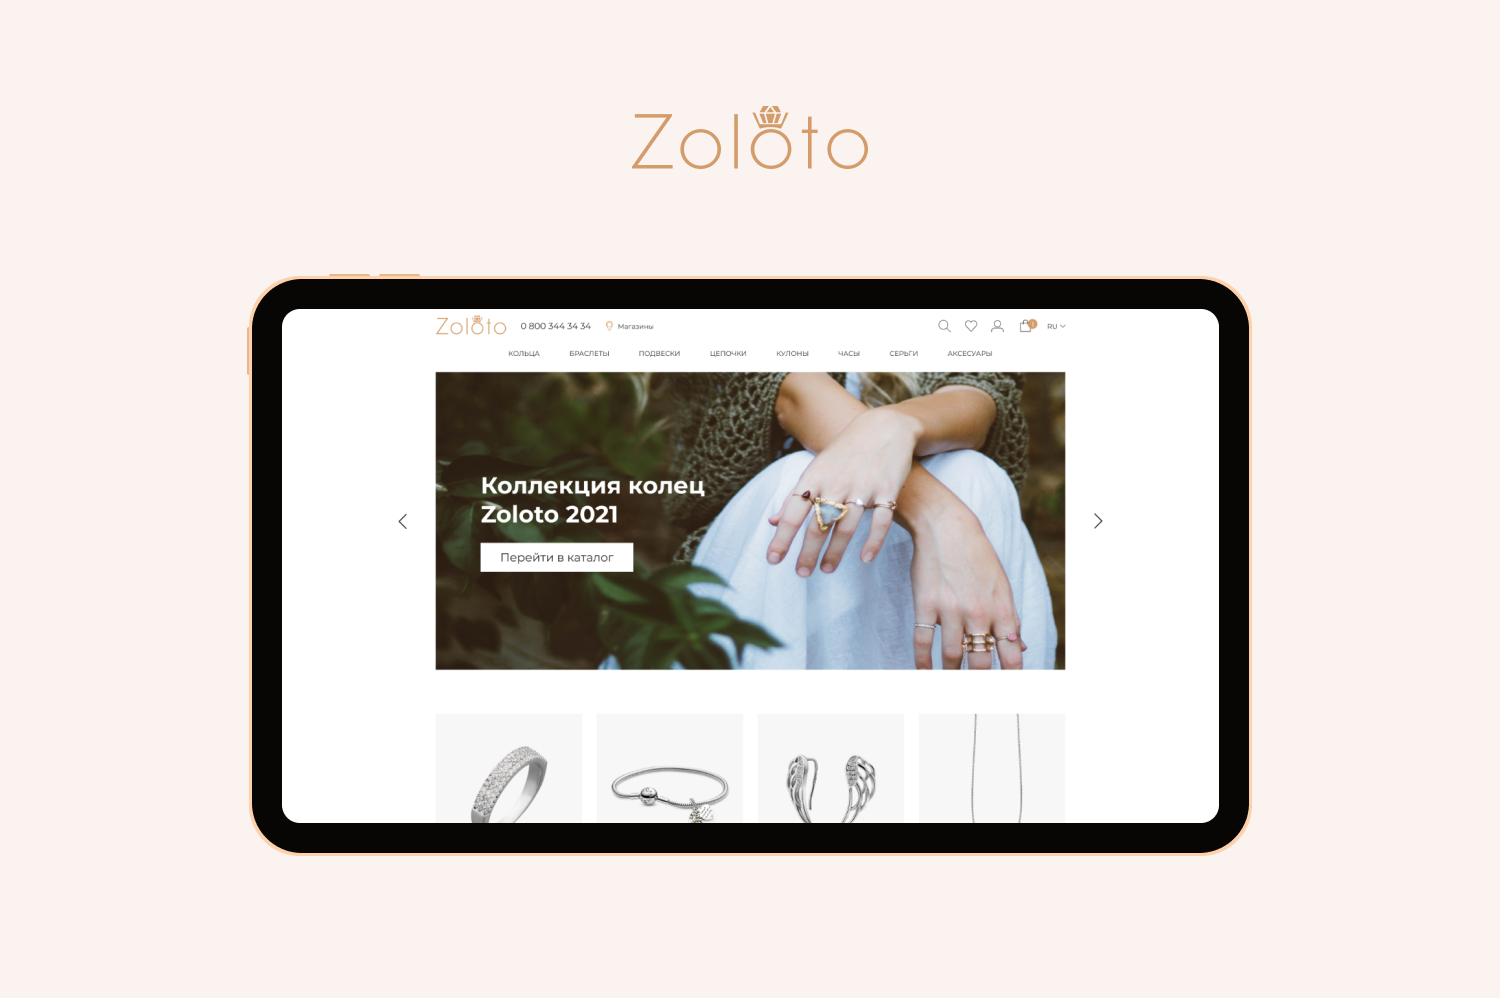 Zoloto
Zoloto 0 800 344 34 34 Магазины RU
КОЛЬЦА БРАСЛЕТЫ ПОДВЕСКИ ЦЕПОЧКИ КУЛОНЫ ЧАСЫ СЕРЬГИ АКСЕСУАРЫ
Коллекция колец
Zoloto 2021
Перейти в каталог